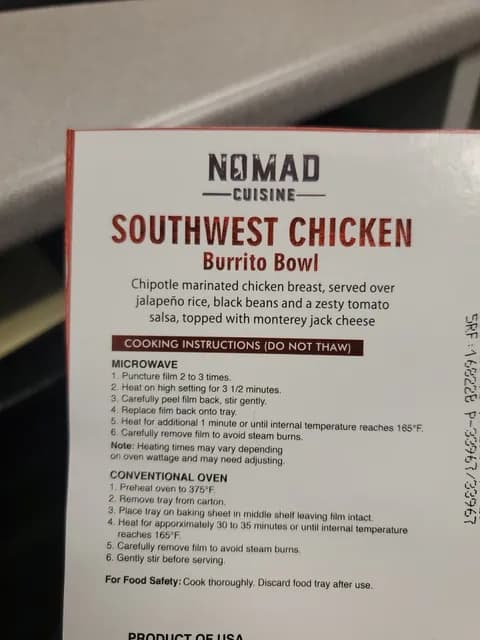 NOMAD
CUISINE
SOUTHWEST CHICKEN
Burrito Bowl
Chipotle marinated chicken breast, served over
jalapeño rice, black beans and a zesty tomato
salsa, topped with monterey jack cheese
COOKING INSTRUCTIONS (DO NOT THAW)
MICROWAVE
1. Puncture film 2 to 3 times.
2. Heat on high setting for 3 1/2 minutes.
3. Carefully peel film back, stir gently.
4. Replace film back onto tray.
5. Heat for additional 1 minute or until internal temperature reaches 165°F.
6. Carefully remove film to avoid steam burns.
Note: Heating times may vary depending
on oven wattage and may need adjusting.
CONVENTIONAL OVEN
1. Preheat oven to 375°F.
2. Remove tray from carton.
3. Place tray on baking sheet in middle shelf leaving film intact.
4. Heat for apporximately 30 to 35 minutes or until internal temperature
reaches 165°F.
5. Carefully remove film to avoid steam burns.
6. Gently stir before serving.
For Food Safety: Cook thoroughly. Discard food tray after use.
PRODUCT OF USA